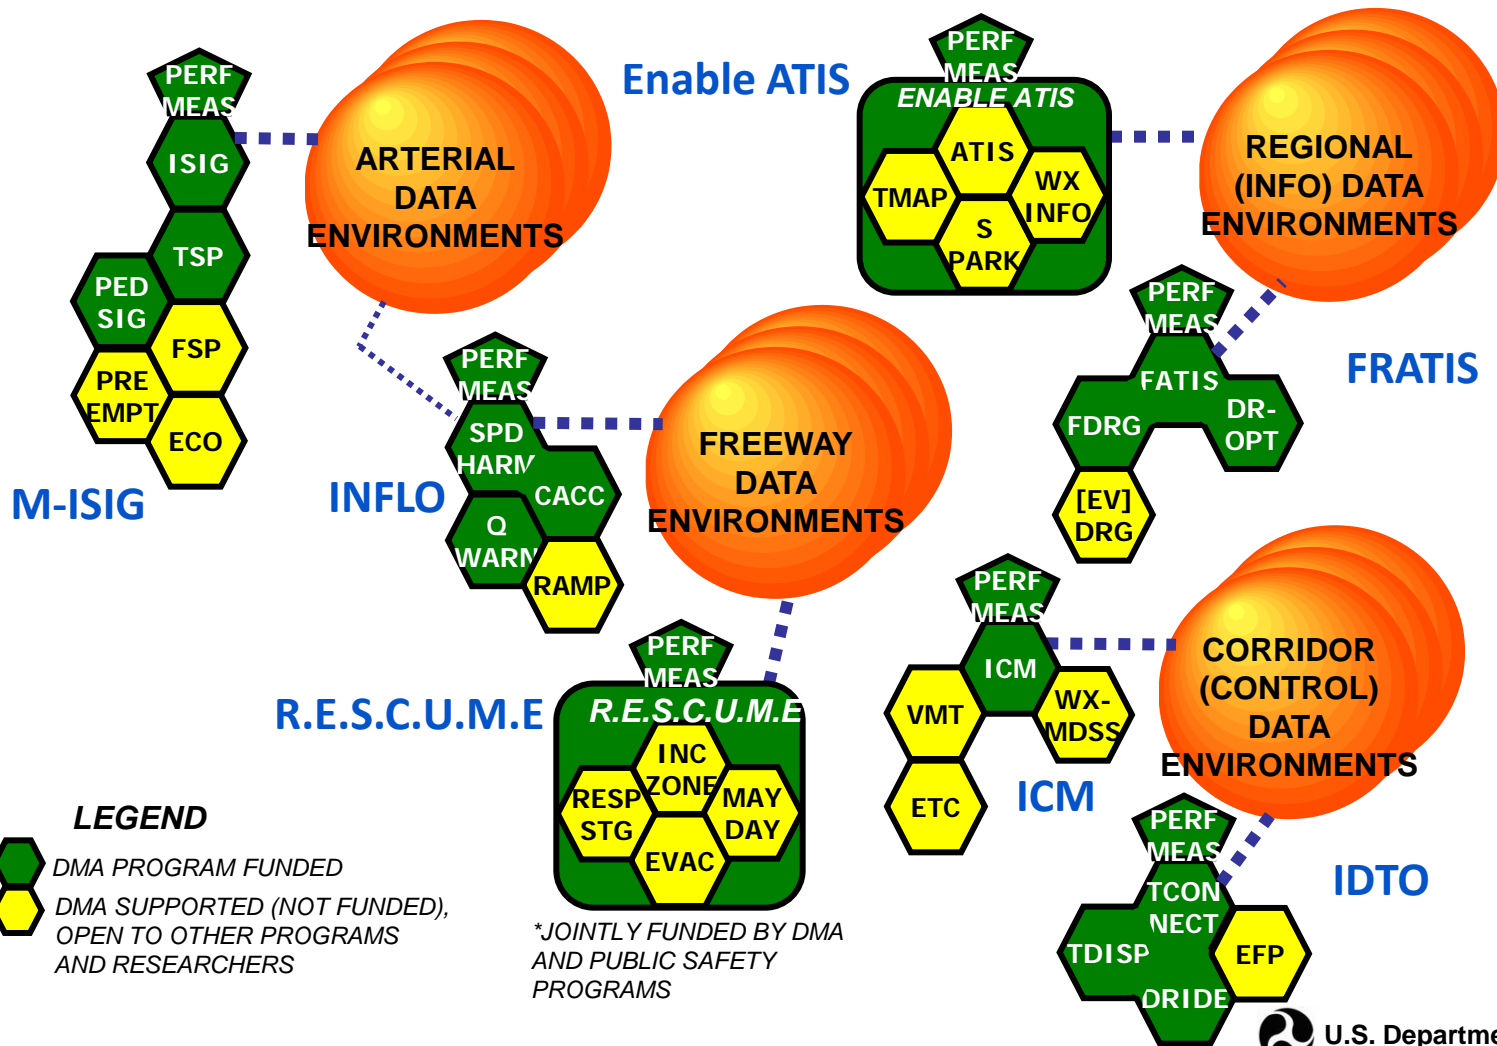 PERF
MEAS
ISIG
TSP
PED
SIG
FSP
PRE
EMPT
ECO
M-ISIG
ARTERIAL
DATA
ENVIRONMENTS
Enable ATIS
PERF
MEAS
ENABLE ATIS
ATIS
TMAP
WX
INFO
S
PARK
REGIONAL
(INFO) DATA
ENVIRONMENTS
PERF
MEAS
FATIS
FDRG
DR-
OPT
[EV]
DRG
FRATIS
PERF
MEAS
SPD
HARM
CACC
Q
WARN
RAMP
INFLO
FREEWAY
DATA
ENVIRONMENTS
PERF
MEAS
R.E.S.C.U.M.E
R.E.S.C.U.M.E
INC
ZONE
RESP
STG
MAY
DAY
EVAC
*JOINTLY FUNDED BY DMA
AND PUBLIC SAFETY
PROGRAMS
PERF
MEAS
ICM
VMT
WX-
MDSS
ETC
ICM
CORRIDOR
(CONTROL)
DATA
ENVIRONMENTS
PERF
MEAS
TCON
NECT
TDISP
EFP
DRIDE
IDTO
LEGEND
DMA PROGRAM FUNDED
DMA SUPPORTED (NOT FUNDED),
OPEN TO OTHER PROGRAMS
AND RESEARCHERS
U.S. Departme